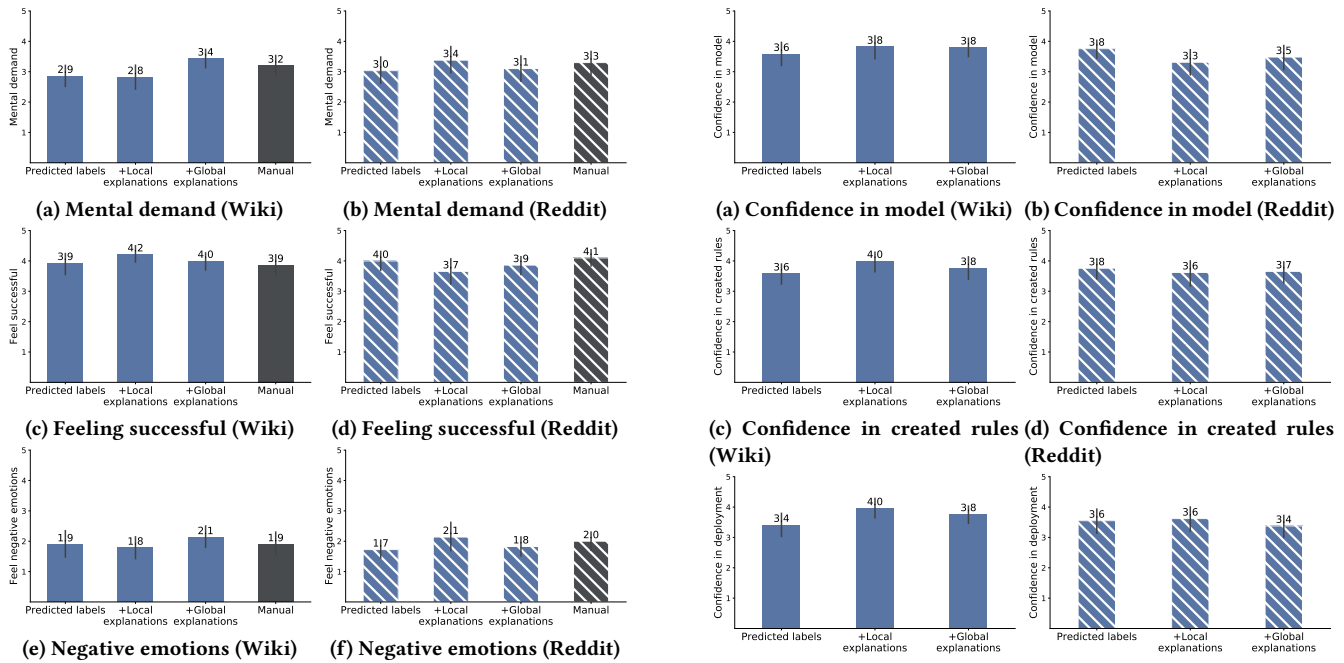 5
4
3
2
1
Mental demand
2.9
2.8
3.4
3.2
Predicted labels
+Local explanations
+Global explanations
Manual
(a) Mental demand (Wiki)
5
4
3
2
1
Mental demand
3.0
3.4
3.1
3.3
Predicted labels
+Local explanations
+Global explanations
Manual
(b) Mental demand (Reddit)
5
4
3
2
1
Confidence in model
3.6
3.8
3.8
Predicted labels
+Local explanations
+Global explanations
(a) Confidence in model (Wiki)
5
4
3
2
1
Confidence in model
3.8
3.3
3.5
Predicted labels
+Local explanations
+Global explanations
(b) Confidence in model (Reddit)
5
4
3
2
1
Feel successful
3.9
4.2
4.0
3.9
Predicted labels
+Local explanations
+Global explanations
Manual
(c) Feeling successful (Wiki)
5
4
3
2
1
Feel successful
4.0
3.7
3.9
4.1
Predicted labels
+Local explanations
+Global explanations
Manual
(d) Feeling successful (Reddit)
5
4
3
2
1
Confidence in created rules
3.6
4.0
3.8
Predicted labels
+Local explanations
+Global explanations
(c) Confidence in created rules (Wiki)
5
4
3
2
1
Confidence in created rules
3.8
3.6
3.7
Predicted labels
+Local explanations
+Global explanations
(d) Confidence in created rules (Reddit)
5
4
3
2
1
Feel negative emotions
1.9
1.8
2.1
1.9
Predicted labels
+Local explanations
+Global explanations
Manual
(e) Negative emotions (Wiki)
5
4
3
2
1
Feel negative emotions
1.7
2.1
1.8
2.0
Predicted labels
+Local explanations
+Global explanations
Manual
(f) Negative emotions (Reddit)
5
4
3
2
1
Confidence in deployment
3.4
4.0
3.8
Predicted labels
+Local explanations
+Global explanations
5
4
3
2
1
Confidence in deployment
3.6
3.6
3.4
Predicted labels
+Local explanations
+Global explanations